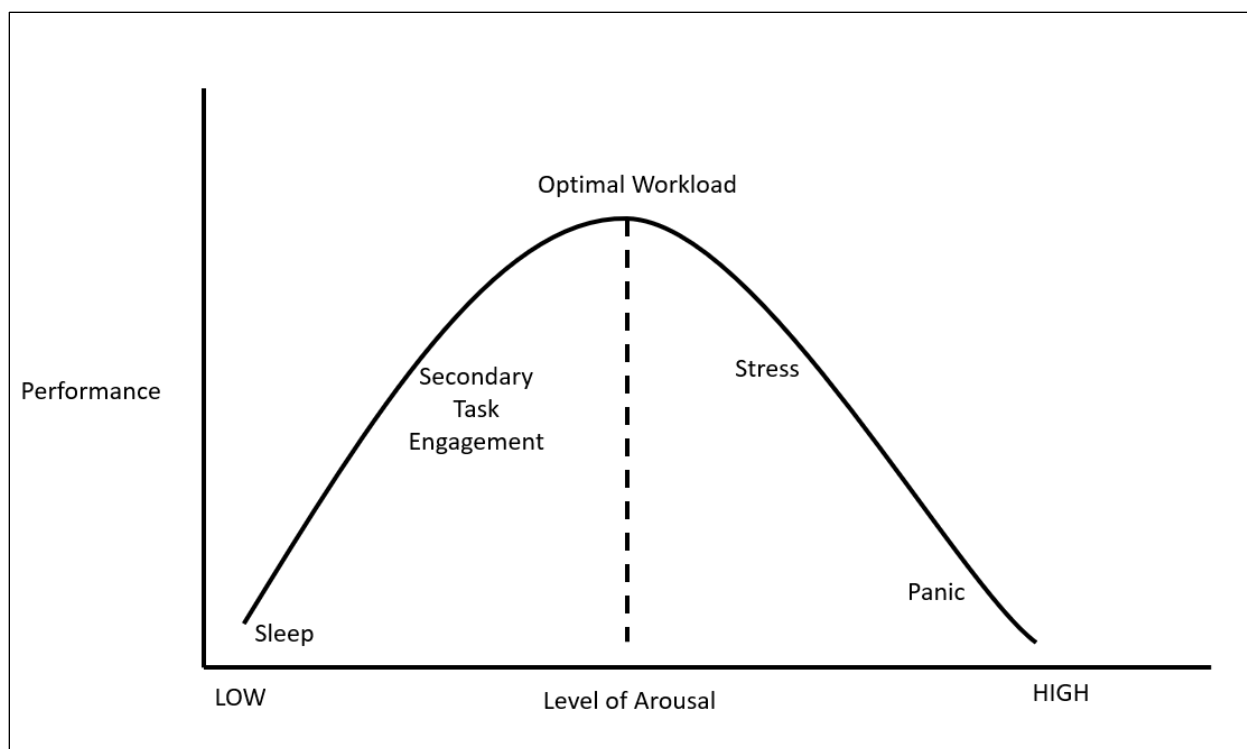 Optimal Workload
Performance
Secondary
Task
Engagement
Stress
Sleep
Panic
LOW
Level of Arousal
HIGH